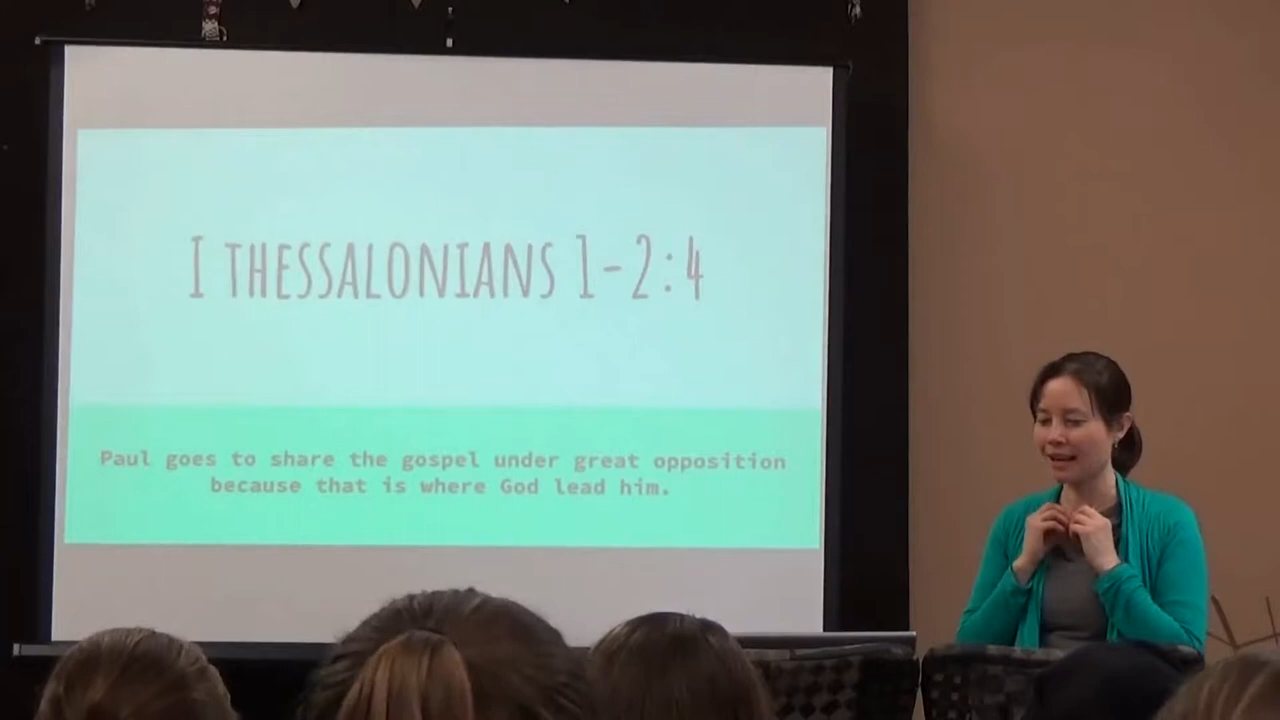 I THESSALONIANS 1-2:4
Paul goes to share the gospel under great opposition
because that is where God lead him.